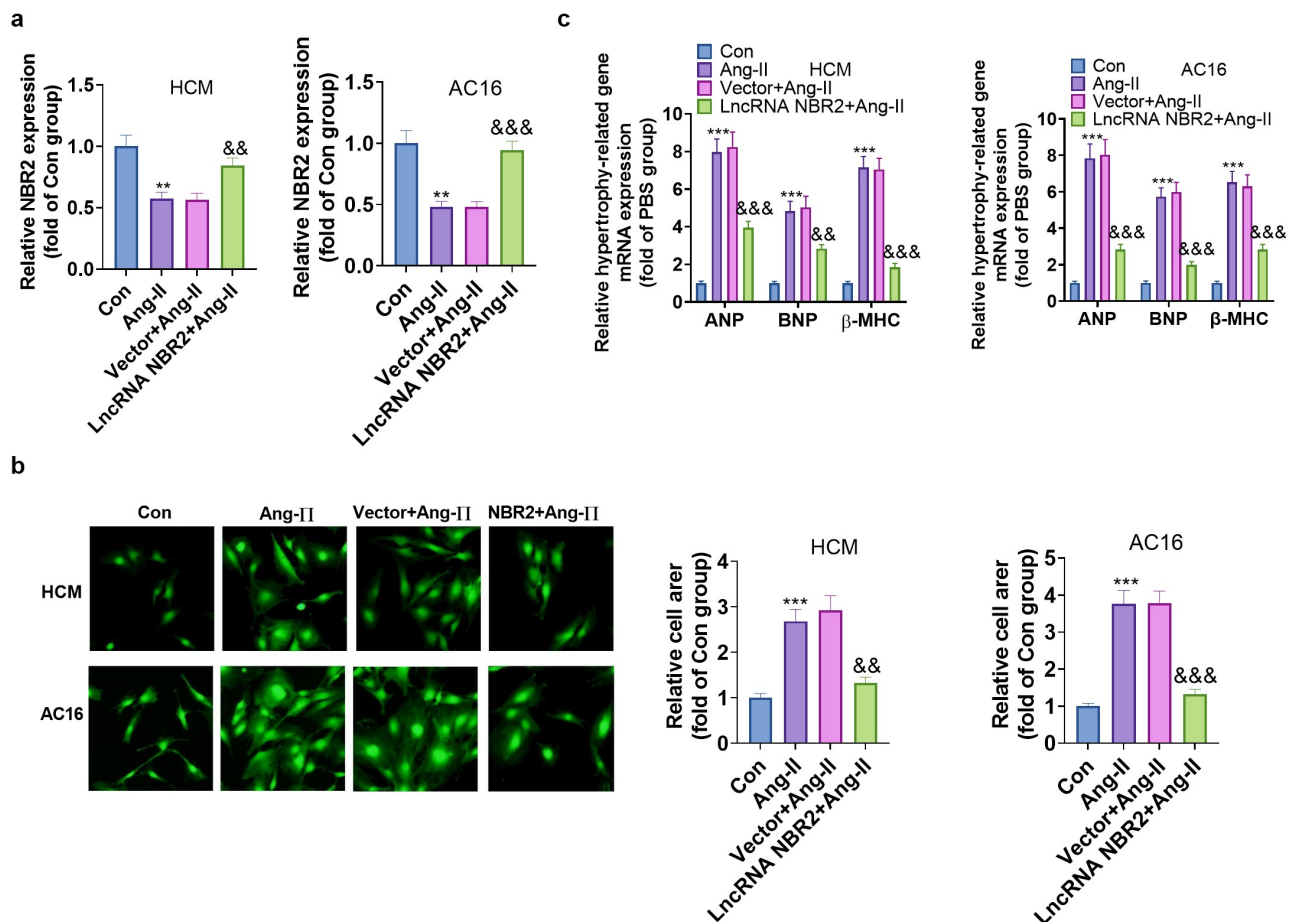 a
Relative NBR2 expression
(fold of Con group)
1.5
1.0
0.5
0.0
HCM
**
&&
Con
Ang-II
Vector+Ang-II
LncRNA NBR2+Ang-II
Relative NBR2 expression
(fold of Con group)
1.5
1.0
0.5
0.0
AC16
**
&&&
Con
Ang-II
Vector+Ang-II
LncRNA NBR2+Ang-II
c
Relative hypertrophy-related gene
mRNA expression
(fold of PBS group)
Con
Ang-II
Vector+Ang-II
LncRNA NBR2+Ang-II
HCM
10
8
6
4
2
0
***
&&&
***
&&
***
&&&
ANP
BNP
β-MHC
Relative hypertrophy-related gene
mRNA expression
(fold of PBS group)
Con
Ang-II
Vector+Ang-II
LncRNA NBR2+Ang-II
AC16
10
8
6
4
2
0
***
&&&
***
&&&
***
&&&
ANP
BNP
β-MHC
b
Con
Ang-Π
Vector+Ang-Π
NBR2+Ang-Π
HCM
AC16
Relative cell arer
(fold of Con group)
4
3
2
1
0
HCM
***
&&
Con
Ang-II
Vector+Ang-II
LncRNA NBR2+Ang-II
Relative cell arer
(fold of Con group)
5
4
3
2
1
0
AC16
***
&&&
Con
Ang-II
Vector+Ang-II
LncRNA NBR2+Ang-II